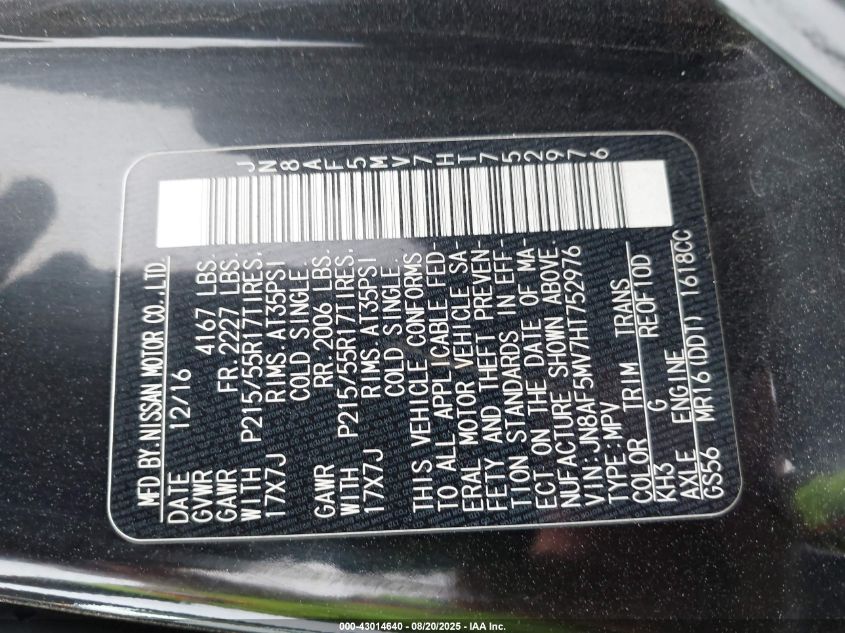 JN8AF5MV7HT752976
MFD BY:NISSAN MOTOR CO.,LTD.
DATE 12/16
GVWR 4167 LBS.
GAWR FR.2227 LBS.
WITH P215/55R17TIRES.
17X7J RIMS AT35PSI
COLD SINGLE.
GAWR RR.2006 LBS.
WITH P215/55R17TIRES.
17X7J RIMS AT35PSI
COLD SINGLE.
THIS VEHICLE CONFORMS
TO ALL APPLICABLE FED-
ERAL MOTOR VEHICLE SA-
FETY AND THEFT PREVEN-
TION STANDARDS IN EFF-
ECT ON THE DATE OF MA-
NUFACTURE SHOWN ABOVE.
VIN:JN8AF5MV7HT752976
TYPE:MPV
COLOR TRIM TRANS
KH3 G RE0F10D
AXLE ENGINE
GS56 MR16(DDT) 1618CC
000-43014640 - 08/20/2025 - IAA Inc.